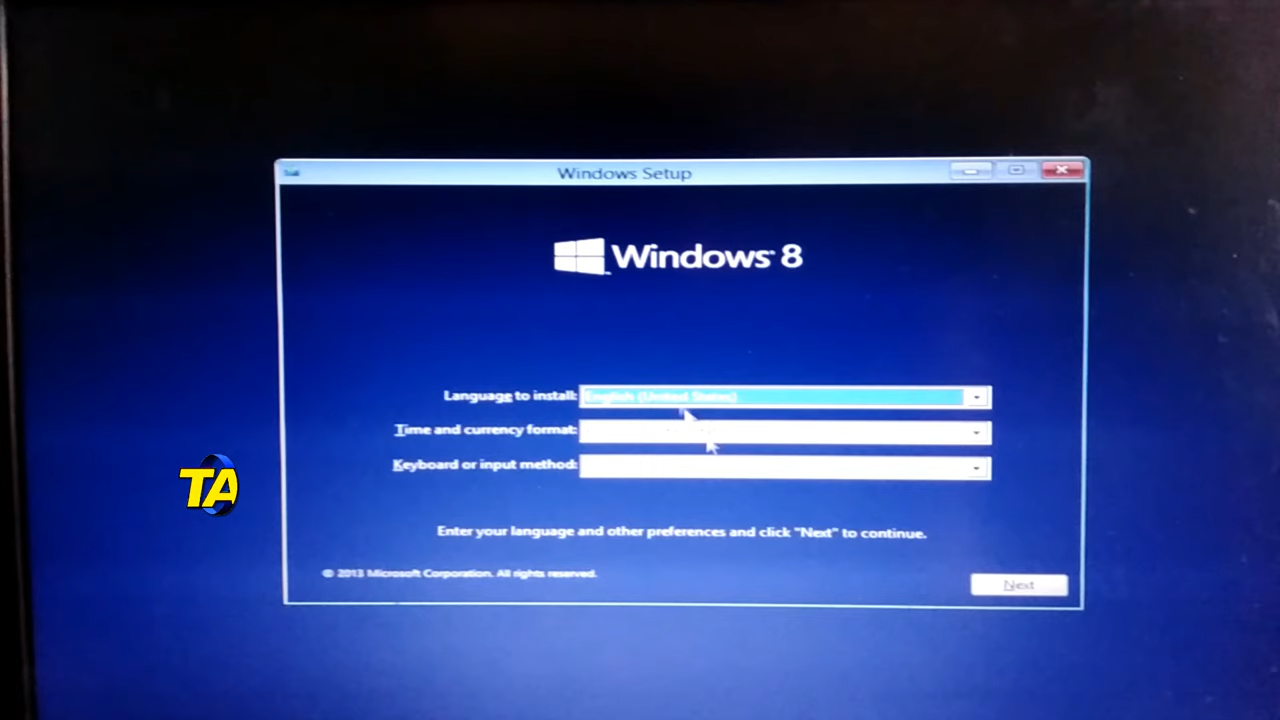 Windows Setup
Windows 8
Language to install: English (United States)
Time and currency format:
Keyboard or input method:
TA
Enter your language and other preferences and click "Next" to continue.
© 2013 Microsoft Corporation. All rights reserved.
Next